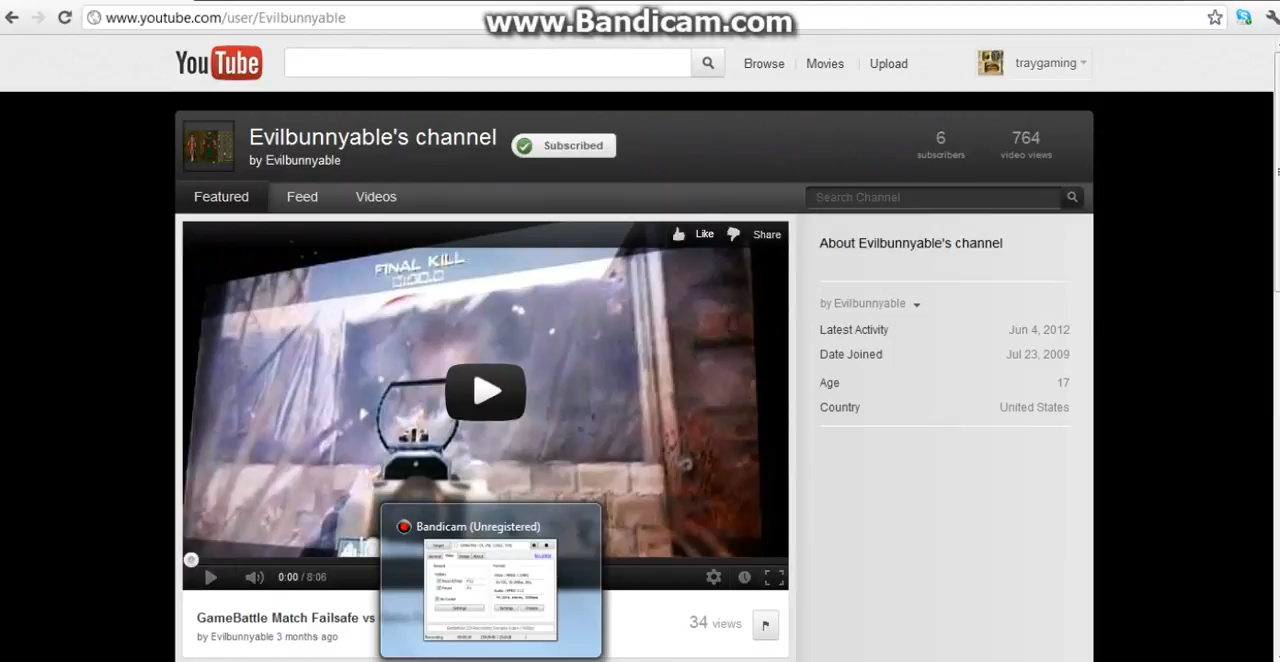 www.youtube.com/user/Evilbunnyable
www.Bandicam.com
YouTube
Browse
Movies
Upload
traygaming
Evilbunnyable's channel
Subscribed
by Evilbunnyable
6
subscribers
764
video views
Featured
Feed
Videos
Search Channel
Like
Share
FINAL KILL
About Evilbunnyable's channel
by Evilbunnyable
Latest Activity Jun 4, 2012
Date Joined Jul 23, 2009
Age 17
Country United States
Bandicam (Unregistered)
0:00 / 8:06
GameBattle Match Failsafe vs
by Evilbunnyable 3 months ago
34 views